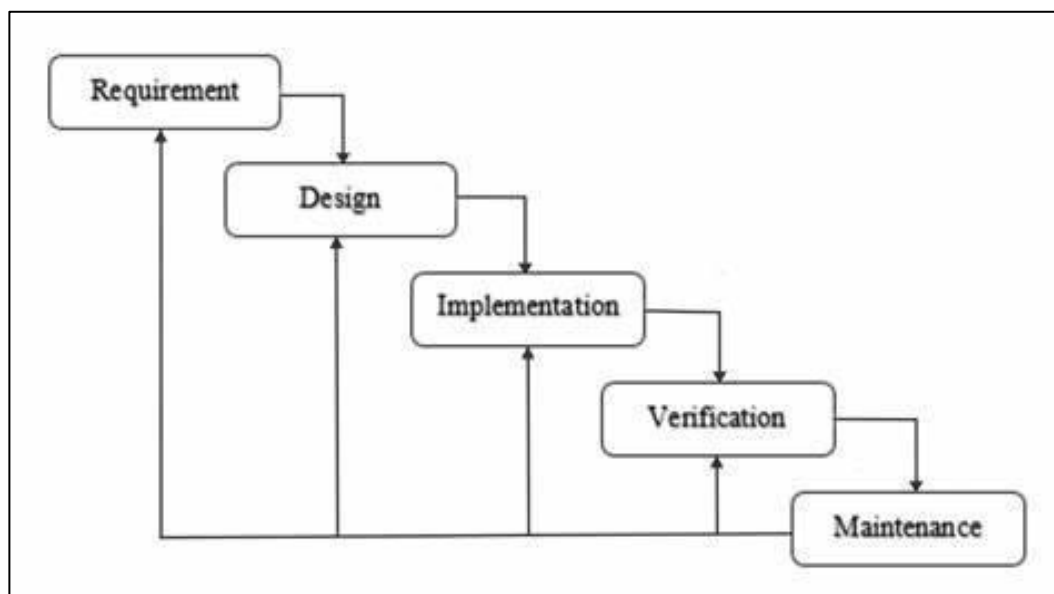 Requirement
Design
Implementation
Verification
Maintenance